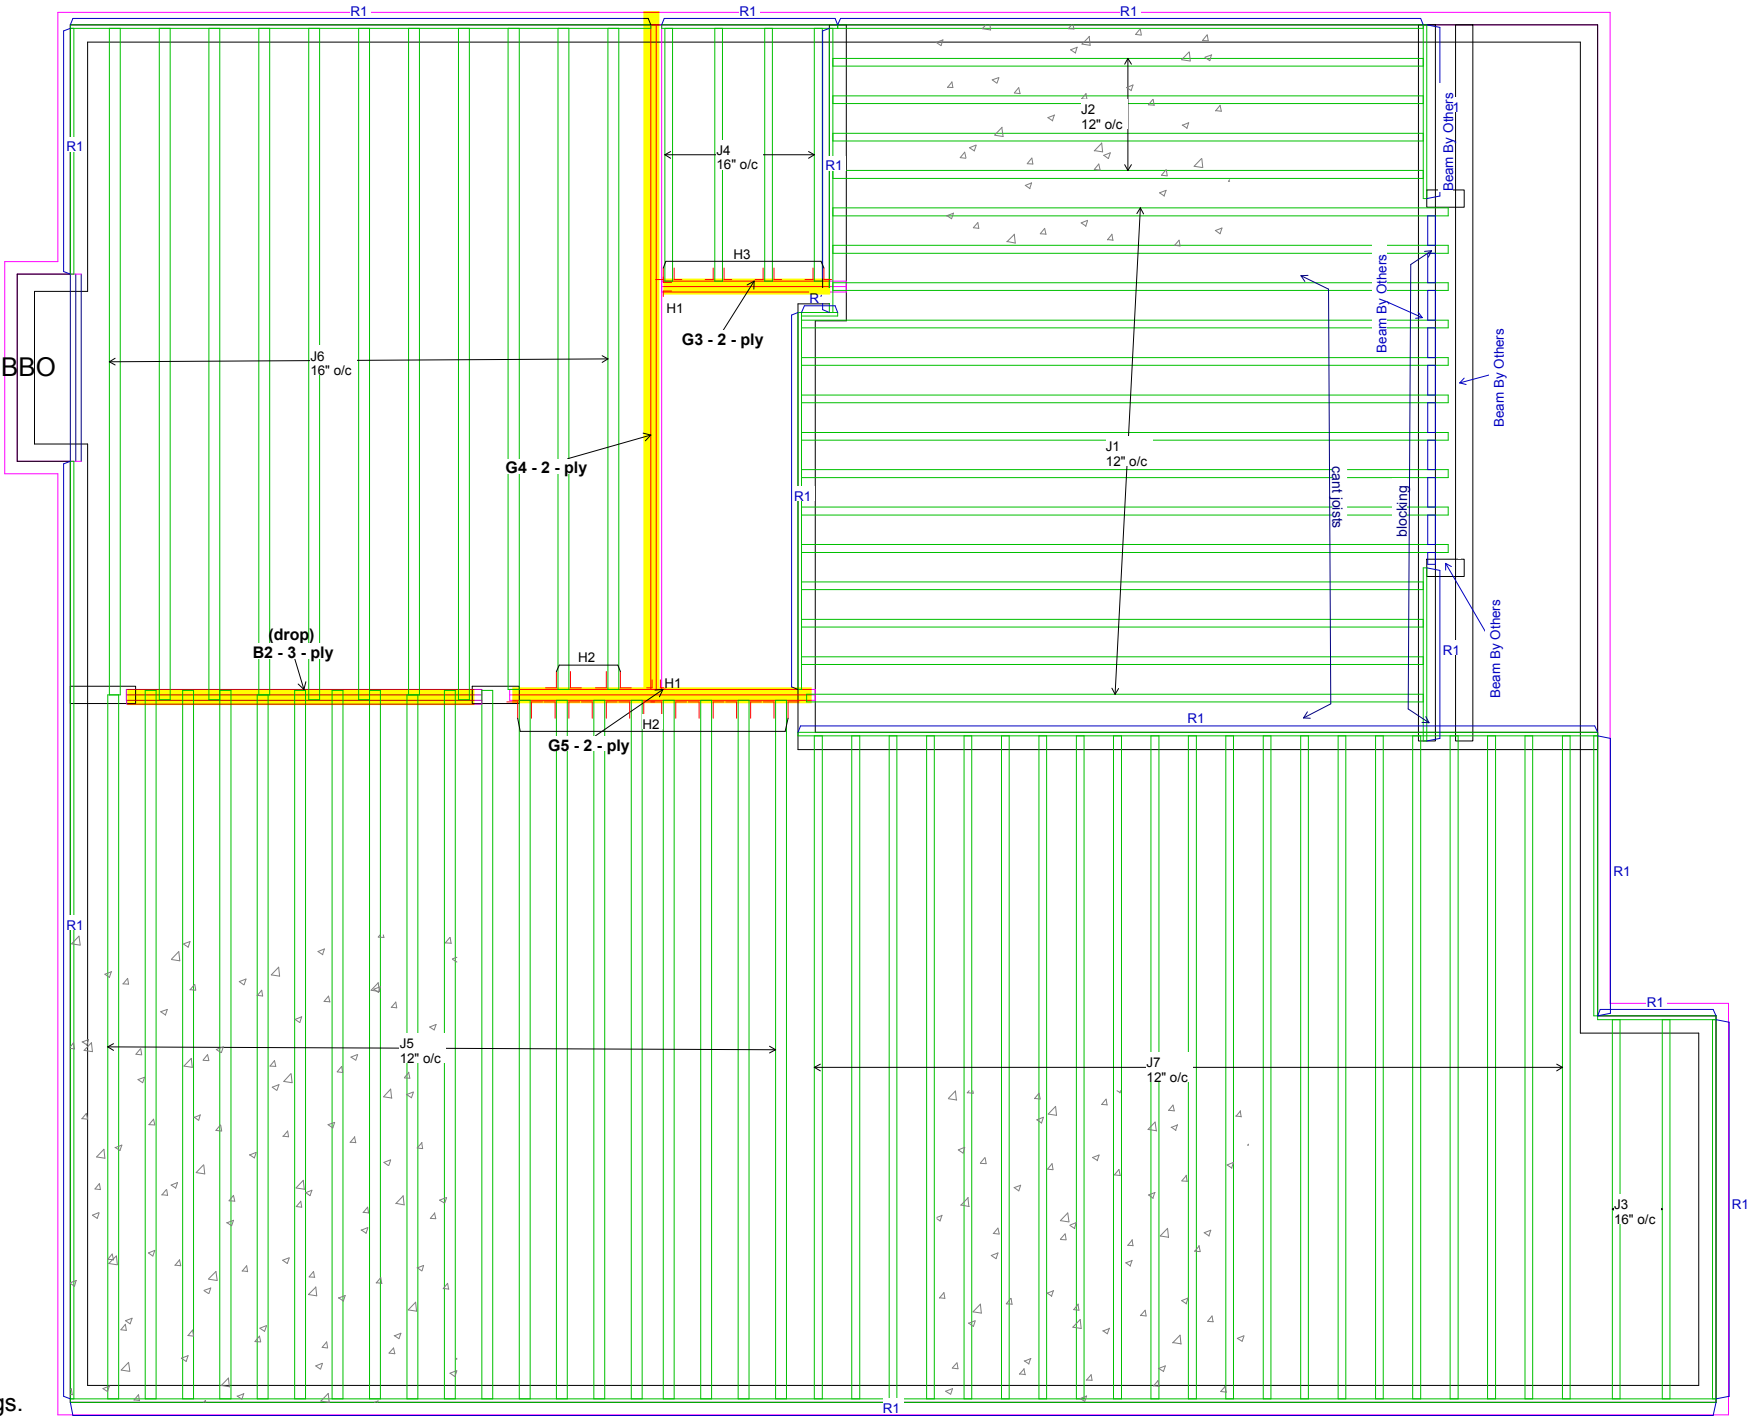 R1
R1
R1
R1
J4
16" o/c
R1
J2
12" o/c
Beam By Others
1
H3
H1
R1
G3 - 2 - ply
J6
16" o/c
BBO
Beam By Others
Beam By Others
G4 - 2 - ply
J1
12" o/c
R1
cant joists
blocking
(drop)
B2 - 3 - ply
H2
H1
H2
G5 - 2 - ply
R1
Beam By Others
R1
R1
R1
R1
J5
12" o/c
J7
12" o/c
R1
J3
16" o/c
R1
R1
gs.